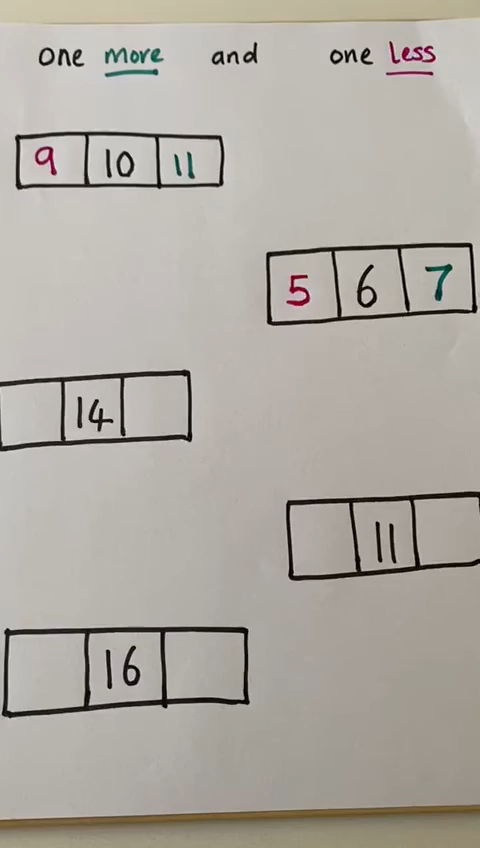 one more and one less
9 10 11
5 6 7
14
11
16